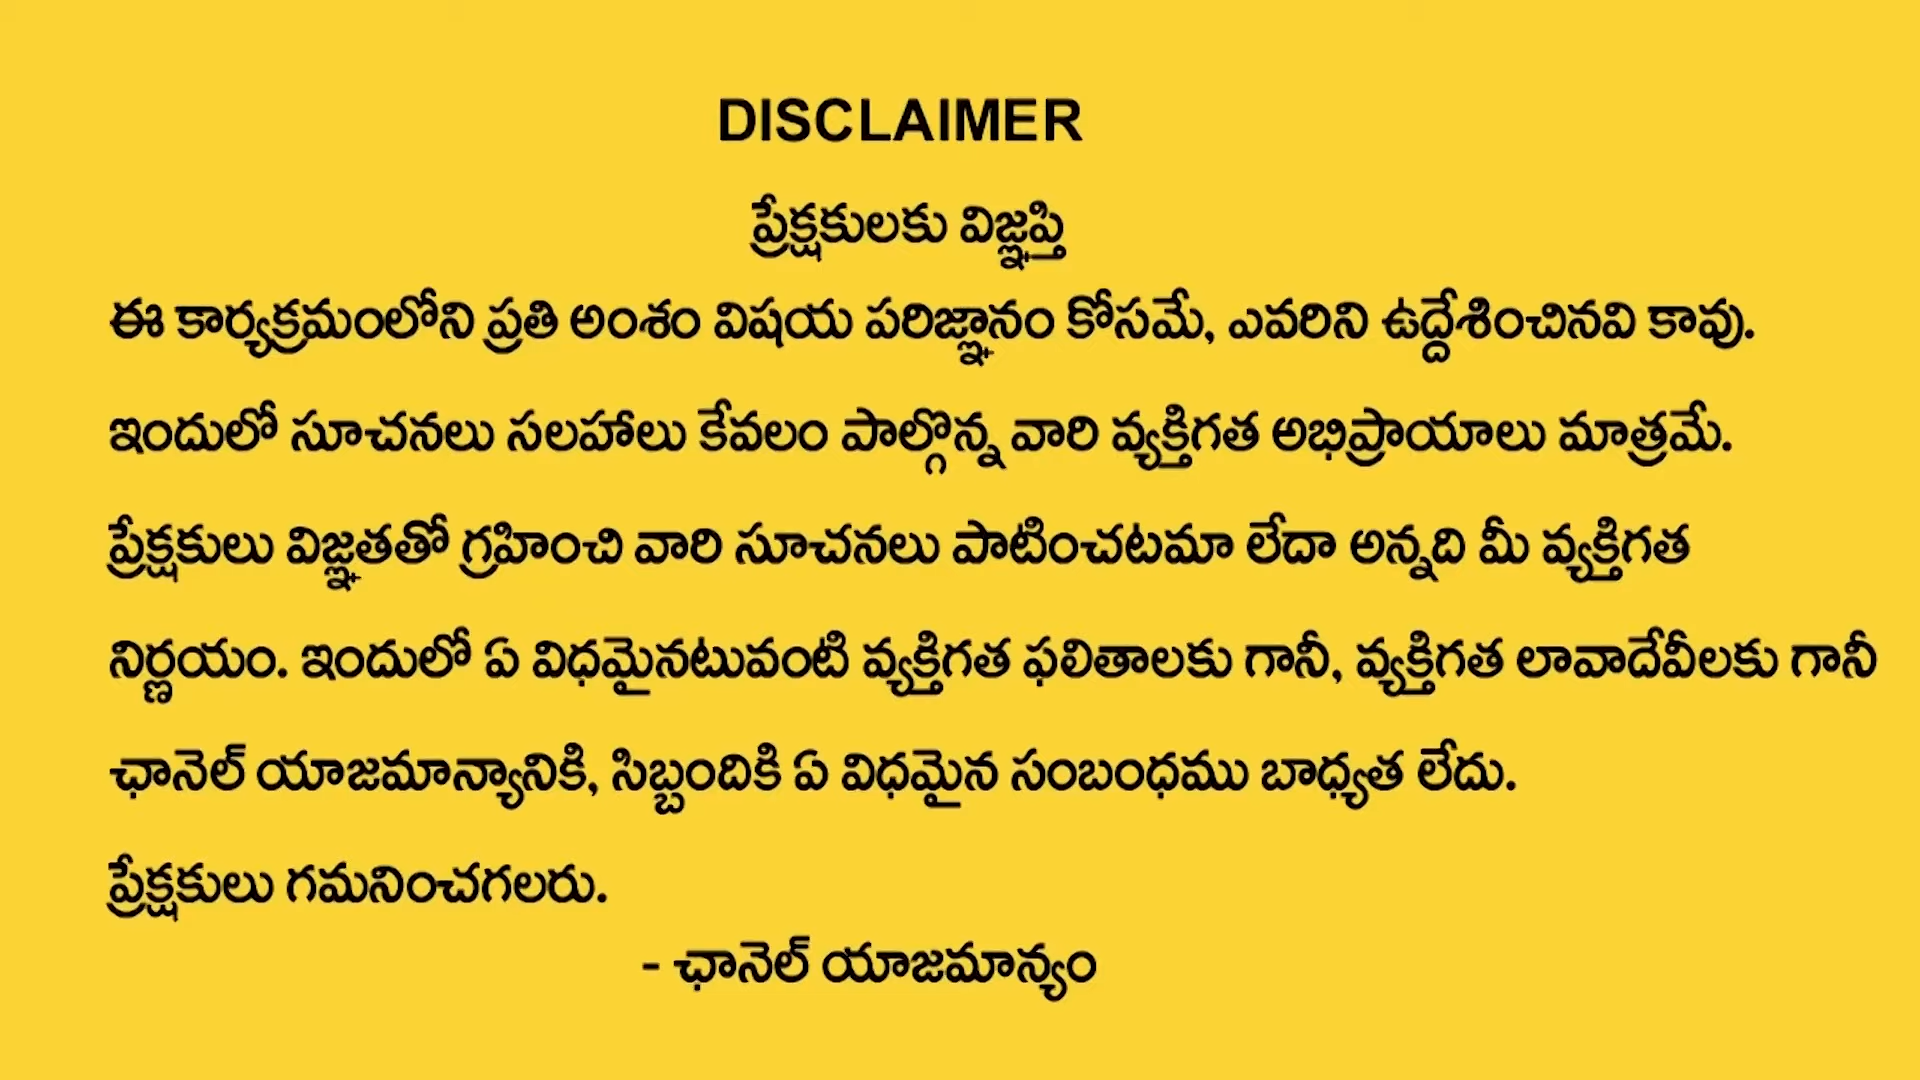 DISCLAIMER
ప్రేక్షకులకు విజ్ఞప్తి
ఈ కార్యక్రమంలోని ప్రతి అంశం విషయ పరిజ్ఞానం కోసమే, ఎవరిని ఉద్దేశించినవి కావు.
ఇందులో సూచనలు సలహాలు కేవలం పాల్గొన్న వారి వ్యక్తిగత అభిప్రాయాలు మాత్రమే.
ప్రేక్షకులు విజ్ఞతతో గ్రహించి వారి సూచనలు పాటించటమా లేదా అన్నది మీ వ్యక్తిగత
నిర్ణయం. ఇందులో ఏ విధమైనటువంటి వ్యక్తిగత ఫలితాలకు గానీ, వ్యక్తిగత లావాదేవీలకు గానీ
ఛానెల్ యాజమాన్యానికి, సిబ్బందికి ఏ విధమైన సంబంధము బాధ్యత లేదు.
ప్రేక్షకులు గమనించగలరు.
- ఛానెల్ యాజమాన్యం